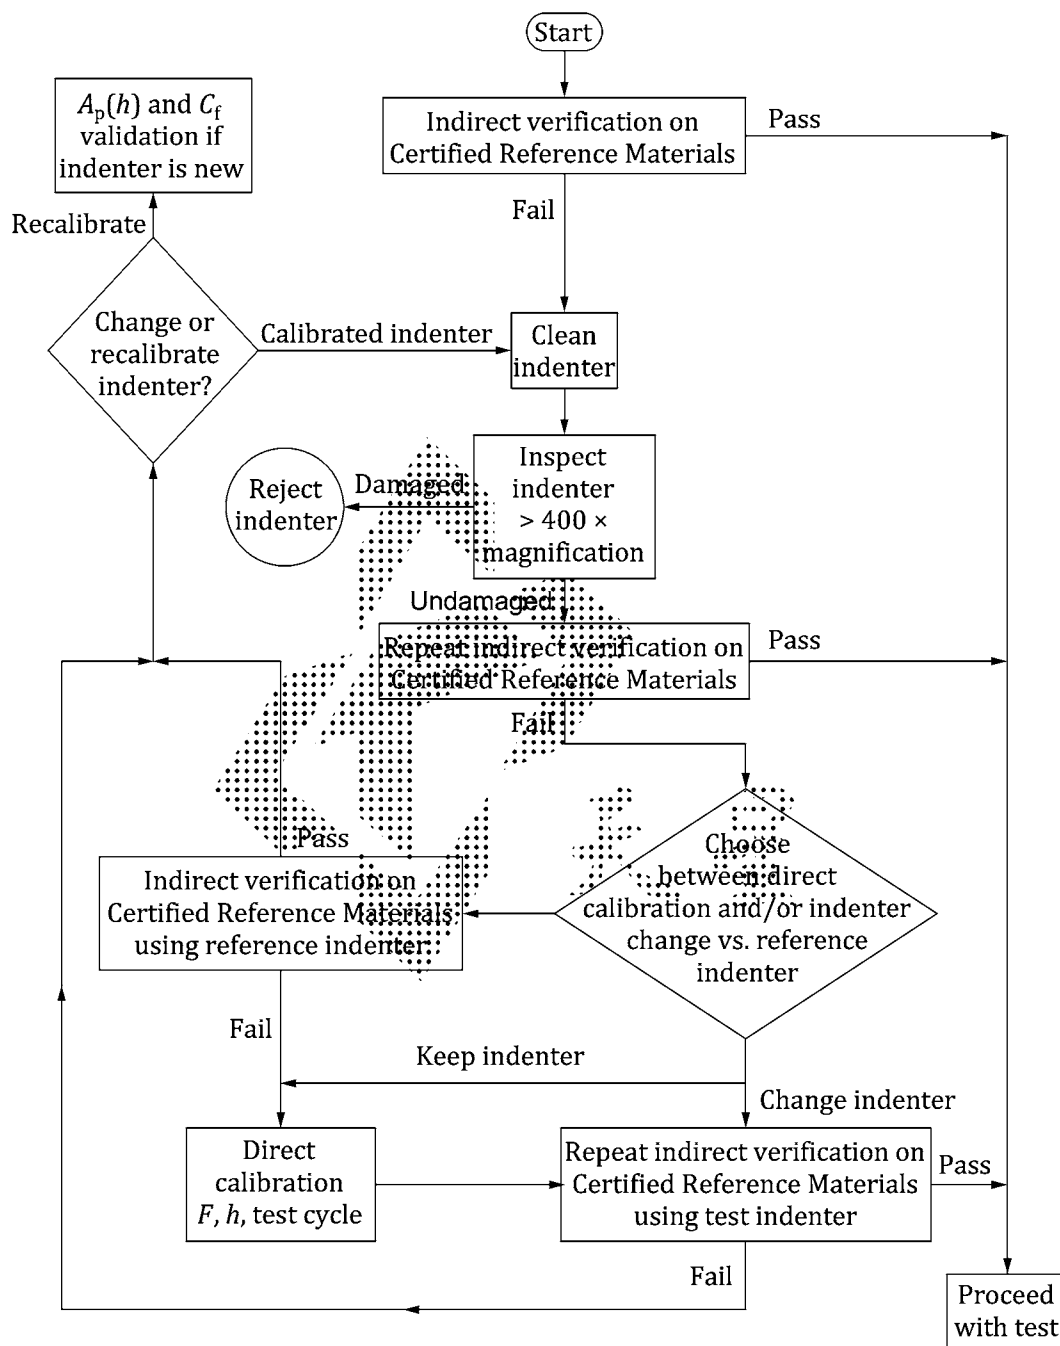 Start
Indirect verification on
Certified Reference Materials
Pass
Fail
Aₚ(h) and C_f
validation if
indenter is new
Recalibrate
Change or
recalibrate
indenter?
Calibrated indenter
Clean
indenter
Inspect
indenter
> 400 ×
magnification
Damaged
Reject
indenter
Undamaged
Repeat indirect verification on
Certified Reference Materials
Pass
Fail
Choose
between direct
calibration and/or indenter
change vs. reference
indenter
Pass
Indirect verification on
Certified Reference Materials
using reference indenter
Fail
Keep indenter
Change indenter
Direct
calibration
F, h, test cycle
Repeat indirect verification on
Certified Reference Materials
using test indenter
Pass
Fail
Proceed
with test